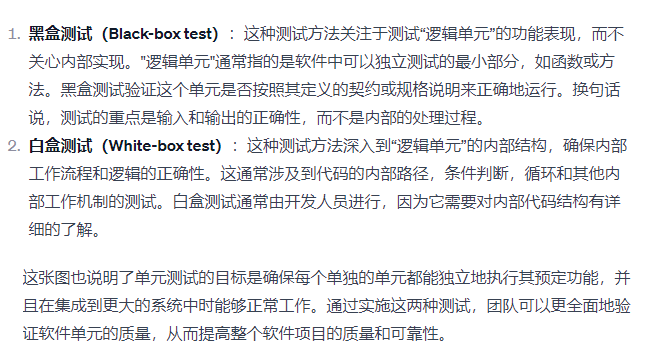 1. 黑盒测试（Black-box test）：这种测试方法关注于测试“逻辑单元”的功能表现，而不
关心内部实现。"逻辑单元"通常指的是软件中可以独立测试的最小部分，如函数或方
法。黑盒测试验证这个单元是否按照其定义的契约或规格说明来正确地运行。换句话
说，测试的重点是输入和输出的正确性，而不是内部的处理过程。
2. 白盒测试（White-box test）：这种测试方法深入到“逻辑单元”的内部结构，确保内部
工作流程和逻辑的正确性。这通常涉及到代码的内部路径，条件判断，循环和其他内
部工作机制的测试。白盒测试通常由开发人员进行，因为它需要对内部代码结构有详
细的了解。
这张图也说明了单元测试的目标是确保每个单独的单元都能独立地执行其预定功能，并
且在集成到更大的系统中时能够正常工作。通过实施这两种测试，团队可以更全面地验
证软件单元的质量，从而提高整个软件项目的质量和可靠性。